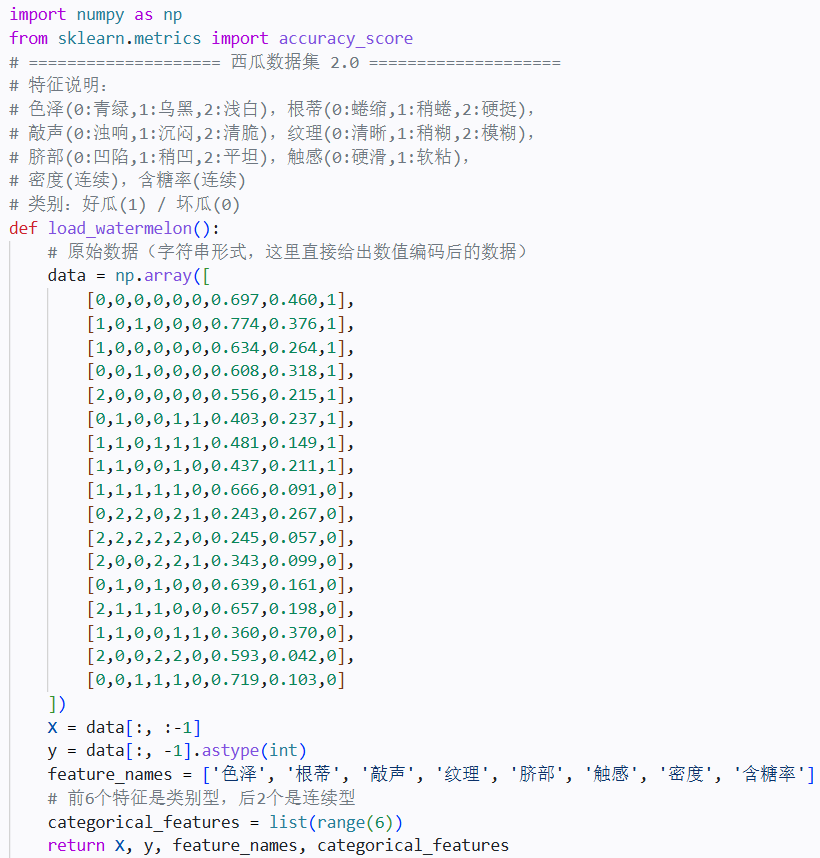 import numpy as np
from sklearn.metrics import accuracy_score
# ==================== 西瓜数据集 2.0 ====================
# 特征说明：
# 色泽(0:青绿,1:乌黑,2:浅白)，根蒂(0:蜷缩,1:稍蜷,2:硬挺)，
# 敲声(0:浊响,1:沉闷,2:清脆)，纹理(0:清晰,1:稍糊,2:模糊)，
# 脐部(0:凹陷,1:稍凹,2:平坦)，触感(0:硬滑,1:软粘)，
# 密度(连续)，含糖率(连续)
# 类别：好瓜(1) / 坏瓜(0)
def load_watermelon():
    # 原始数据（字符串形式，这里直接给出数值编码后的数据）
    data = np.array([
        [0,0,0,0,0,0,0.697,0.460,1],
        [1,0,1,0,0,0,0.774,0.376,1],
        [1,0,0,0,0,0,0.634,0.264,1],
        [0,0,1,0,0,0,0.608,0.318,1],
        [2,0,0,0,0,0,0.556,0.215,1],
        [0,1,0,0,1,1,0.403,0.237,1],
        [1,1,0,1,1,1,0.481,0.149,1],
        [1,1,0,0,1,0,0.437,0.211,1],
        [1,1,1,1,1,0,0.666,0.091,0],
        [0,2,2,0,2,1,0.243,0.267,0],
        [2,2,2,2,2,0,0.245,0.057,0],
        [2,0,0,2,2,1,0.343,0.099,0],
        [0,1,0,1,0,0,0.639,0.161,0],
        [2,1,1,1,0,0,0.657,0.198,0],
        [1,1,0,0,1,1,0.360,0.370,0],
        [2,0,0,2,2,0,0.593,0.042,0],
        [0,0,1,1,1,0,0.719,0.103,0]
    ])
    X = data[:, :-1]
    y = data[:, -1].astype(int)
    feature_names = ['色泽', '根蒂', '敲声', '纹理', '脐部', '触感', '密度', '含糖率']
    # 前6个特征是类别型，后2个是连续型
    categorical_features = list(range(6))
    return X, y, feature_names, categorical_features